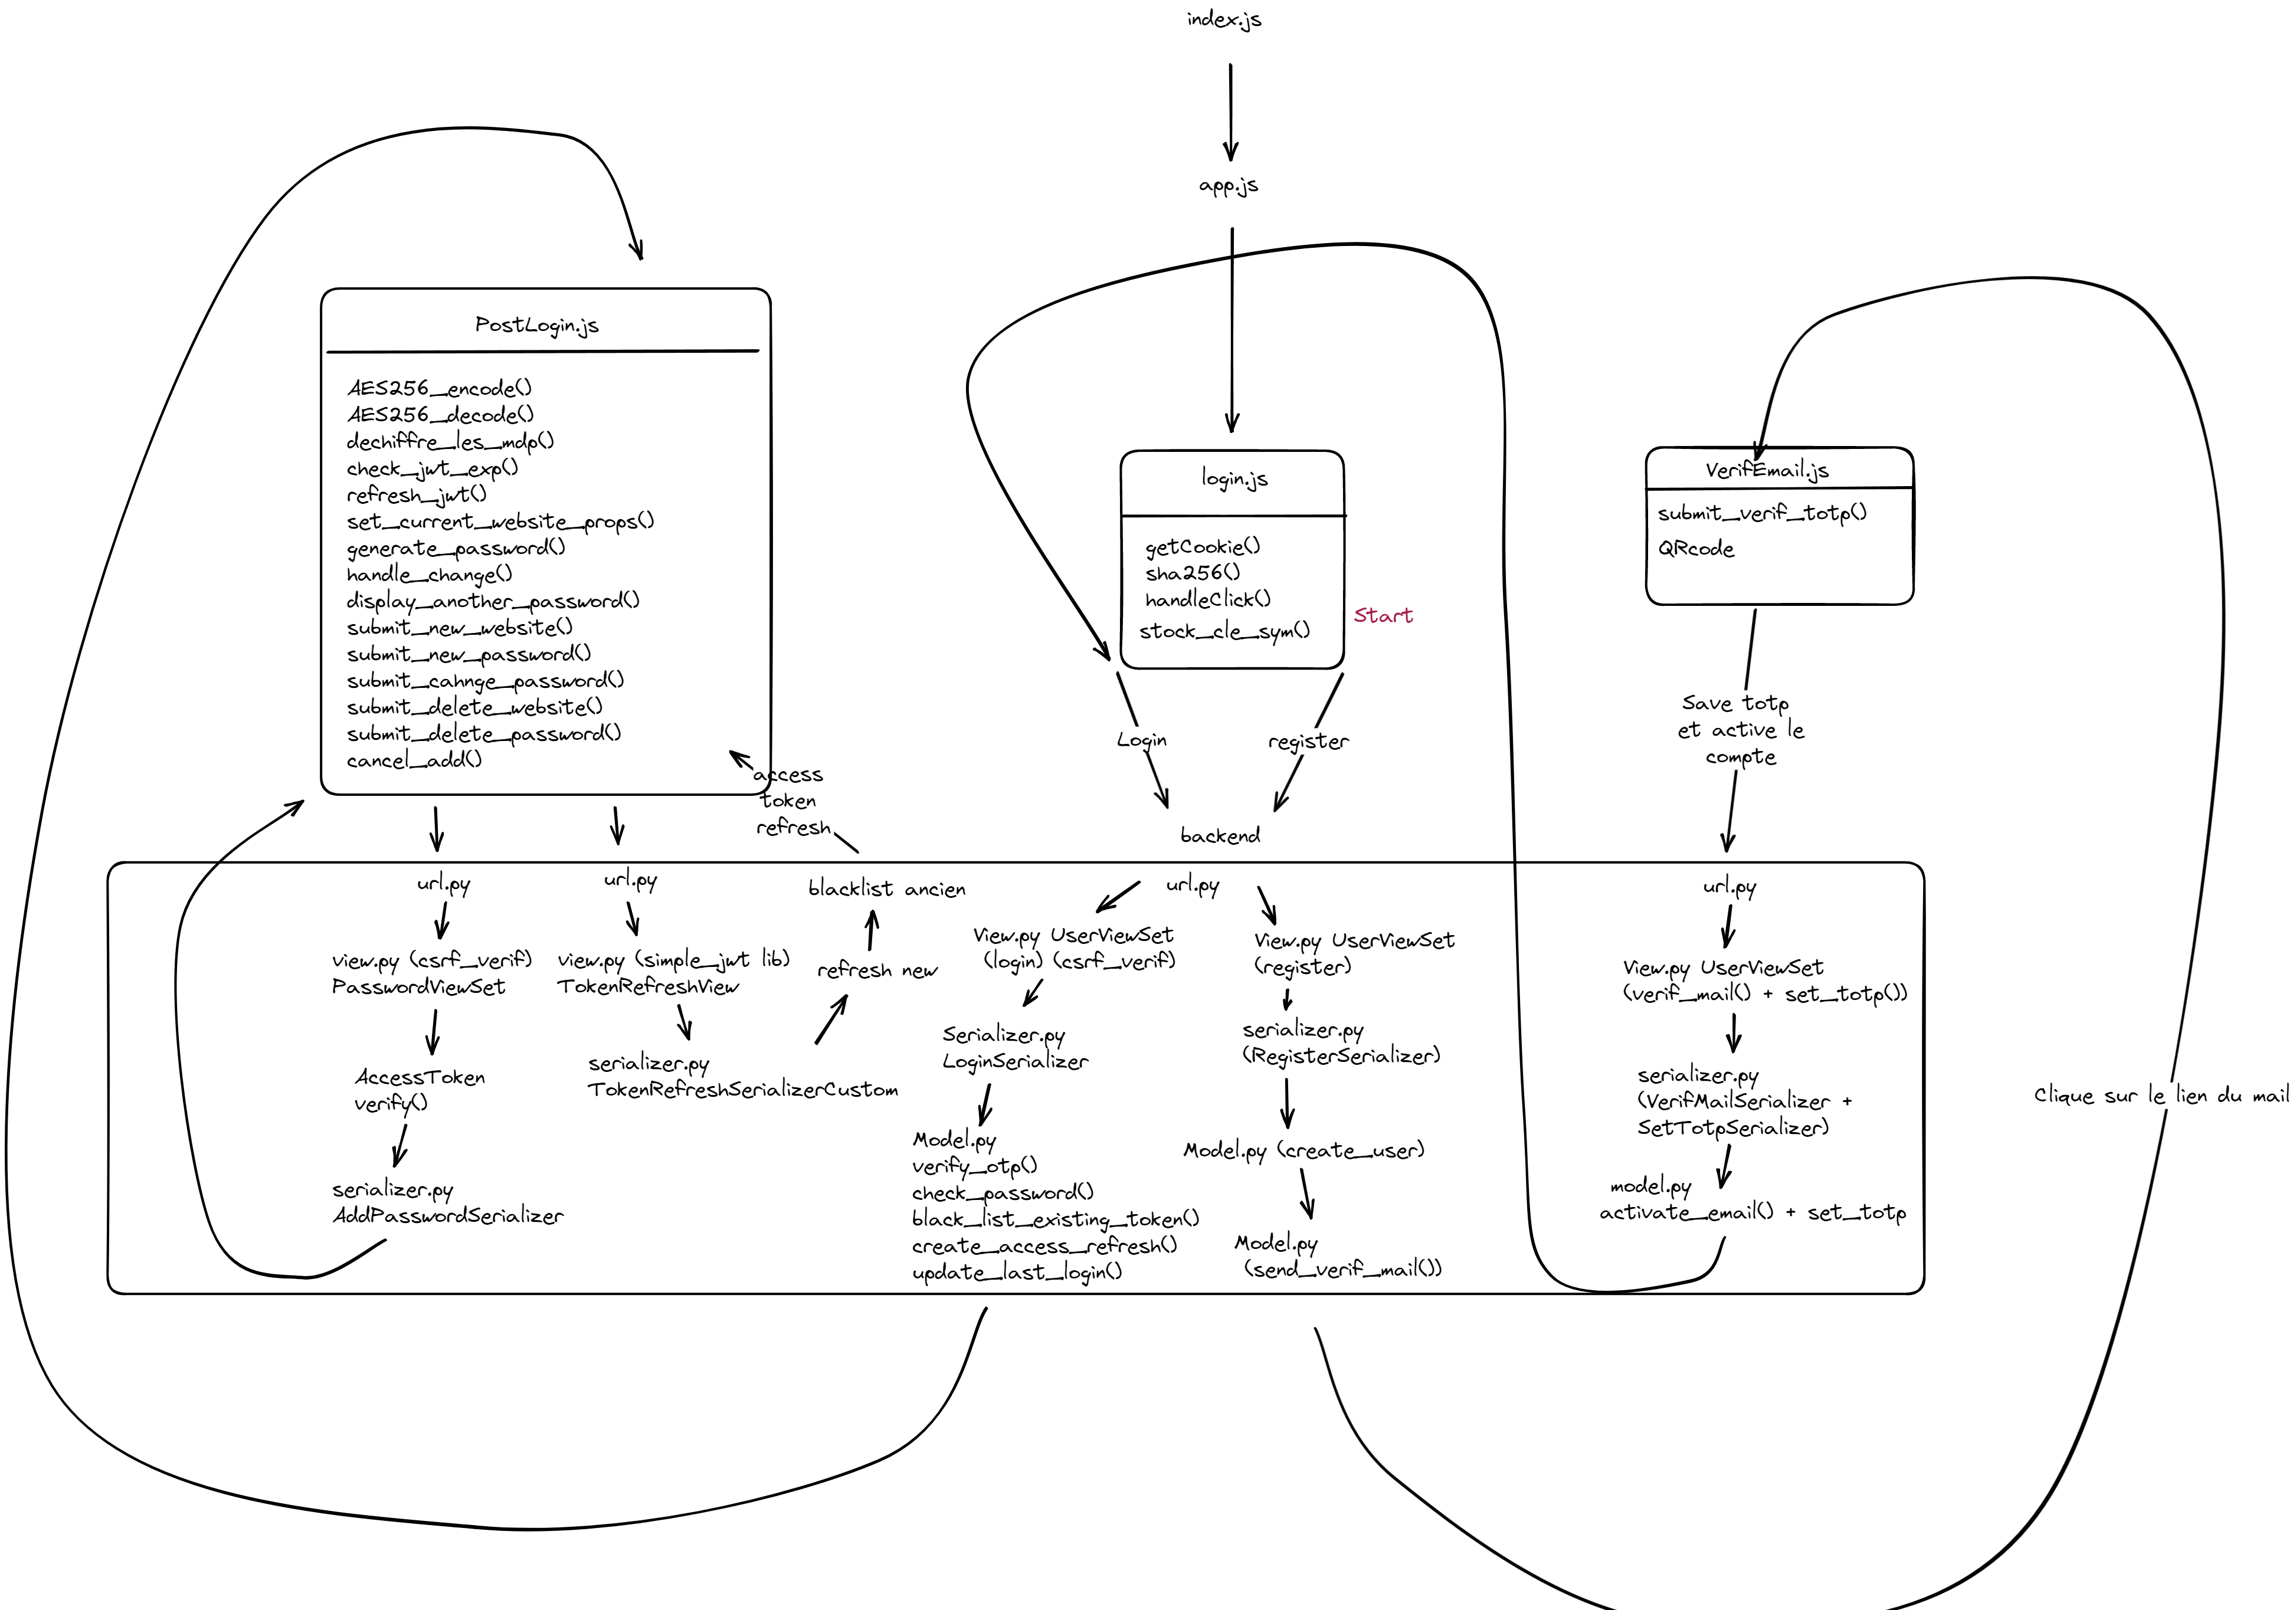 index.js
app.js
PostLogin.js
AES256_encode()
AES256_decode()
dechiffre_les_mdp()
check_jwt_exp()
refresh_jwt()
set_current_website_props()
generate_password()
handle_change()
display_another_password()
submit_new_website()
submit_new_password()
submit_cahnge_password()
submit_delete_website()
submit_delete_password()
cancel_add()
access
token
refresh
login.js
getCookie()
sha256()
handleClick()
stock_cle_sym()
Start
Login
register
backend
VerifEmail.js
submit_verif_totp()
QRcode
Save totp
et active le
compte
url.py
view.py (csrf_verif)
PasswordViewSet
AccessToken
verify()
serializer.py
AddPasswordSerializer
url.py
view.py (simple_jwt lib)
TokenRefreshView
serializer.py
TokenRefreshSerializerCustom
refresh new
blacklist ancien
url.py
View.py UserViewSet
(login) (csrf_verif)
Serializer.py
LoginSerializer
Model.py
verify_otp()
check_password()
black_list_existing_token()
create_access_refresh()
update_last_login()
View.py UserViewSet
(register)
serializer.py
(RegisterSerializer)
Model.py (create_user)
Model.py
(send_verif_mail())
url.py
View.py UserViewSet
(verif_mail() + set_totp())
serializer.py
(VerifMailSerializer +
SetTotpSerializer)
model.py
activate_email() + set_totp
Clique sur le lien du mail